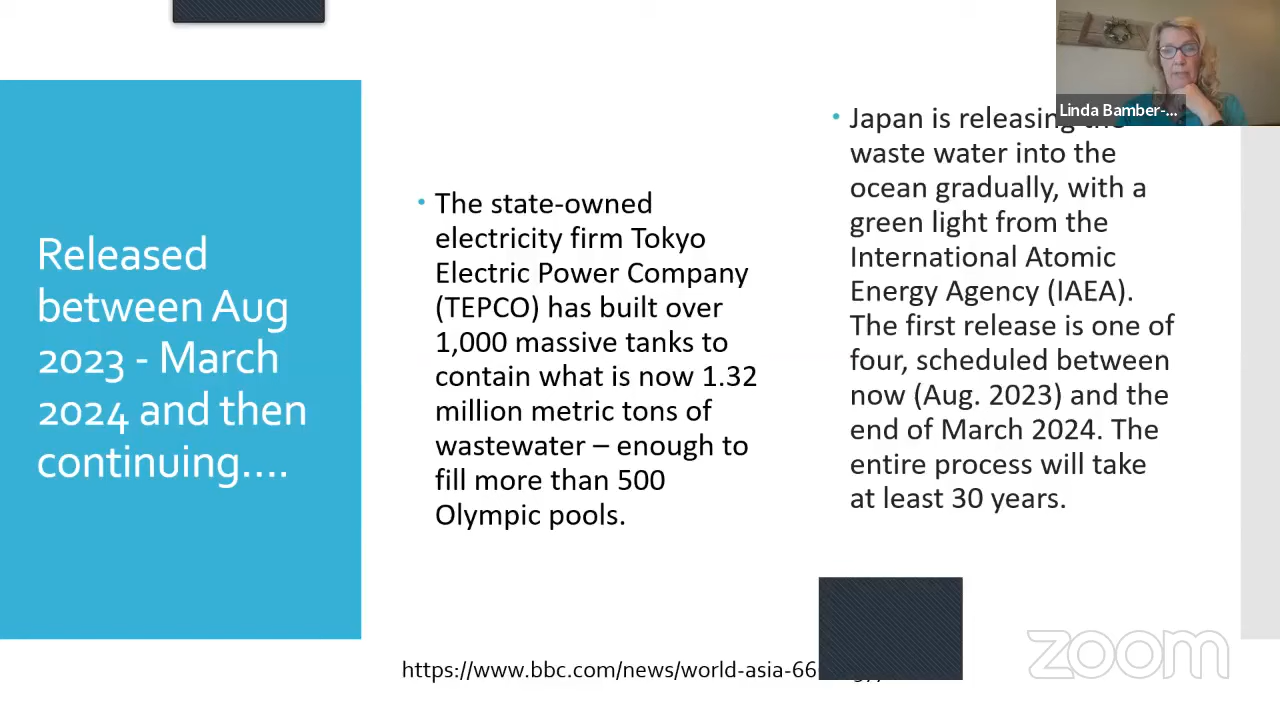 Released
between Aug
2023 - March
2024 and then
continuing....
• The state-owned
electricity firm Tokyo
Electric Power Company
(TEPCO) has built over
1,000 massive tanks to
contain what is now 1.32
million metric tons of
wastewater – enough to
fill more than 500
Olympic pools.
• Japan is releasing the
waste water into the
ocean gradually, with a
green light from the
International Atomic
Energy Agency (IAEA).
The first release is one of
four, scheduled between
now (Aug. 2023) and the
end of March 2024. The
entire process will take
at least 30 years.
https://www.bbc.com/news/world-asia-66
Linda Bamber-...
zoom